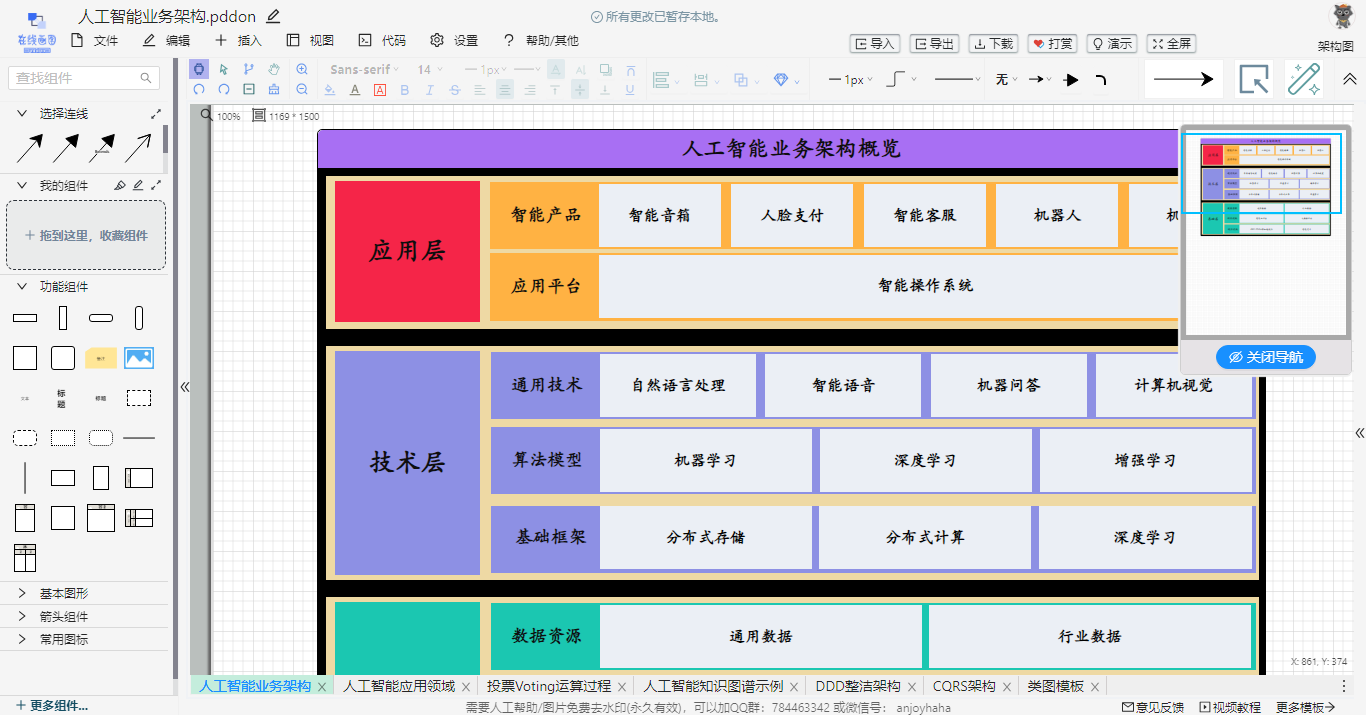 人工智能业务架构.pddon
所有更改已暂存本地。
在线画图
文件 编辑 插入 视图 代码 设置 帮助/其他
导入 导出 下载 打赏 演示 全屏
架构图
查找组件
Sans-serif 14 1px
1px 无
选择连线
我的组件
拖到这里，收藏组件
功能组件
标题
基本图形
箭头组件
常用图标
更多组件...
100% 1169 * 1500
人工智能业务架构概览
应用层
智能产品 智能音箱 人脸支付 智能客服 机器人
应用平台 智能操作系统
关闭导航
技术层
通用技术 自然语言处理 智能语音 机器问答 计算机视觉
算法模型 机器学习 深度学习 增强学习
基础框架 分布式存储 分布式计算 深度学习
数据资源 通用数据 行业数据
X: 861, Y: 374
人工智能业务架构 人工智能应用领域 投票Voting运算过程 人工智能知识图谱示例 DDD整洁架构 CQRS架构 类图模板
需要人工帮助/图片免费去水印(永久有效)，可以加QQ群：784463342 或微信号： anjoyhaha
意见反馈 视频教程 更多模板